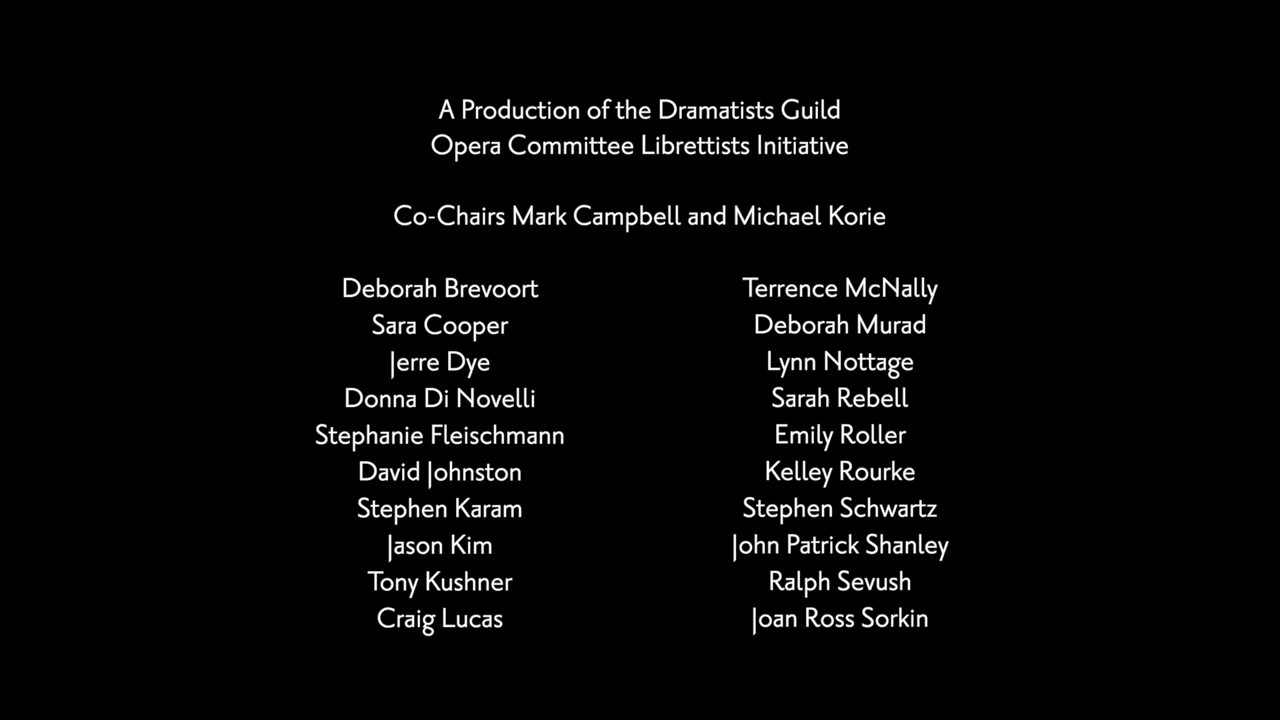 A Production of the Dramatists Guild
Opera Committee Librettists Initiative
Co-Chairs Mark Campbell and Michael Korie
Deborah Brevoort
Sara Cooper
Jerre Dye
Donna Di Novelli
Stephanie Fleischmann
David Johnston
Stephen Karam
Jason Kim
Tony Kushner
Craig Lucas
Terrence McNally
Deborah Murad
Lynn Nottage
Sarah Rebell
Emily Roller
Kelley Rourke
Stephen Schwartz
John Patrick Shanley
Ralph Sevush
Joan Ross Sorkin